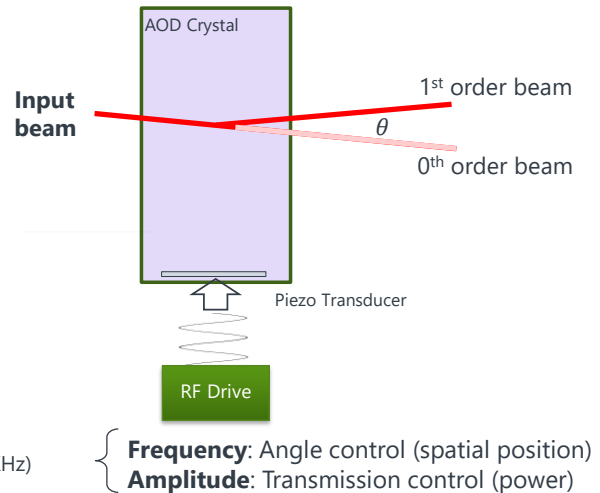 AOD Crystal
Input
beam
1st order beam
θ
0th order beam
Piezo Transducer
RF Drive
Hz)
Frequency: Angle control (spatial position)
Amplitude: Transmission control (power)